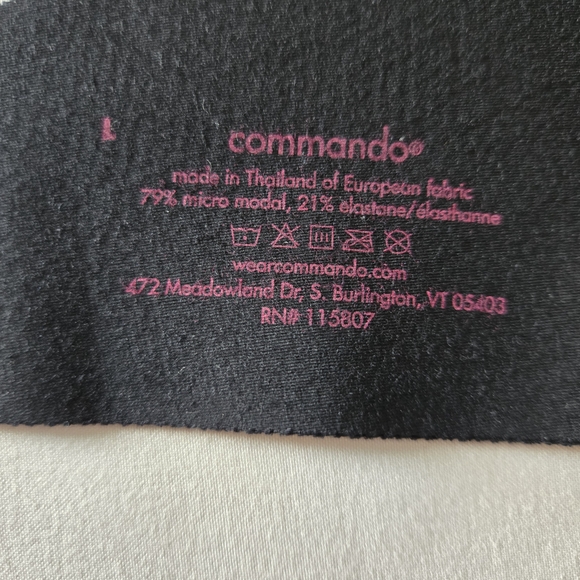 L
commando®
made in Thailand of European fabric
79% micro modal, 21% elastane/élasthanne
wearcommando.com
472 Meadowland Dr, S. Burlington, VT 05403
RN# 115807